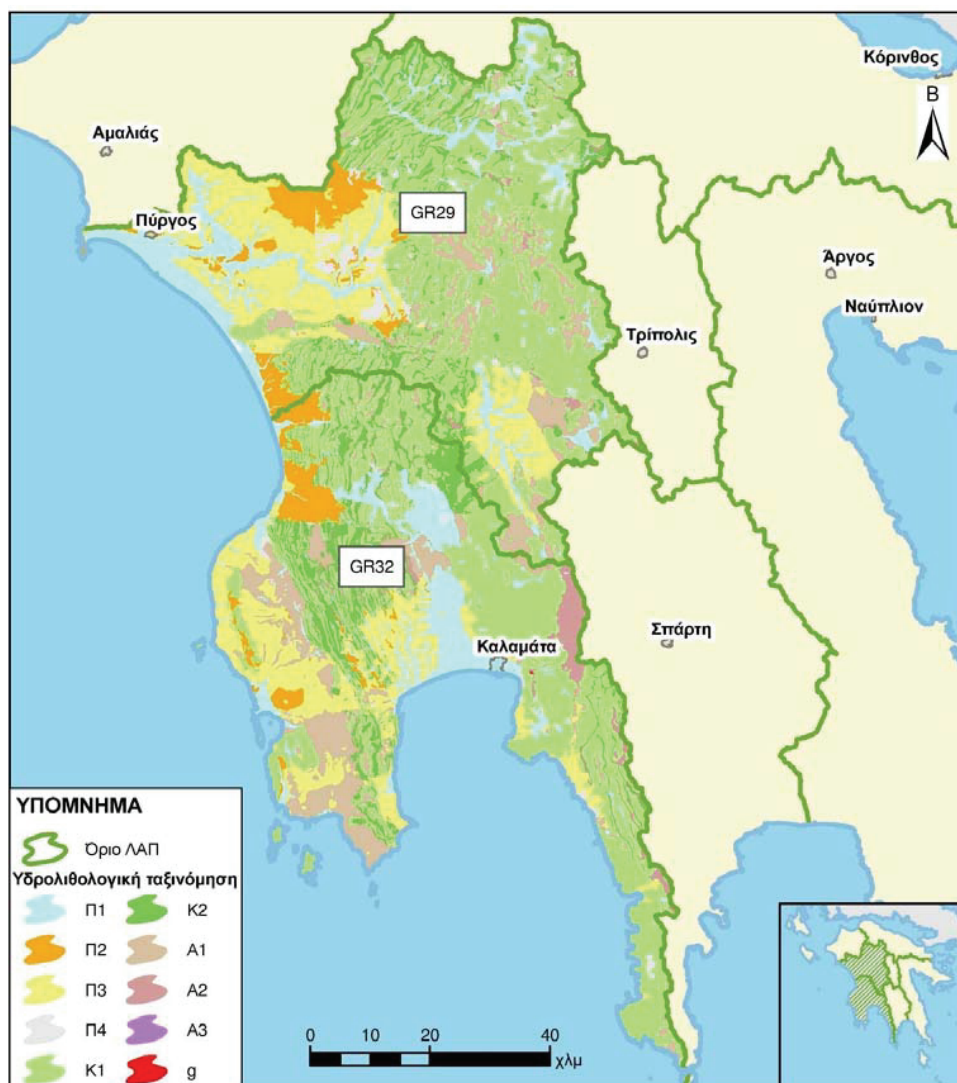 Κόρινθος
Β
Αμαλιάς
GR29
Πύργος
Άργος
Ναύπλιον
Τρίπολις
GR32
Σπάρτη
Καλαμάτα
ΥΠΟΜΝΗΜΑ
Όριο ΛΑΠ
Υδρολιθολογική ταξινόμηση
Π1 Κ2
Π2 Α1
Π3 Α2
Π4 Α3
Κ1 g
0 10 20 40
χλμ